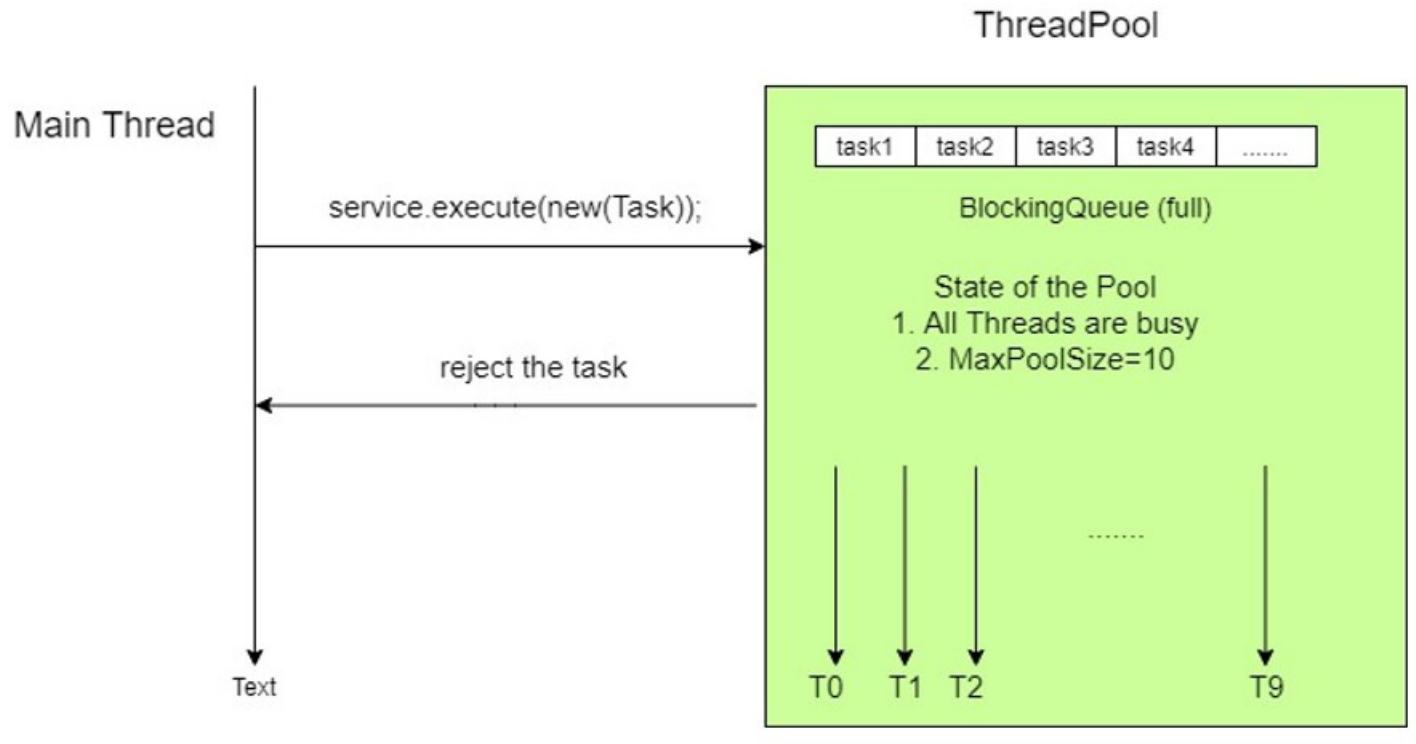 ThreadPool
Main Thread
task1 task2 task3 task4 .......
service.execute(new(Task));
BlockingQueue (full)
State of the Pool
1. All Threads are busy
2. MaxPoolSize=10
reject the task
.......
Text
T0 T1 T2 T9